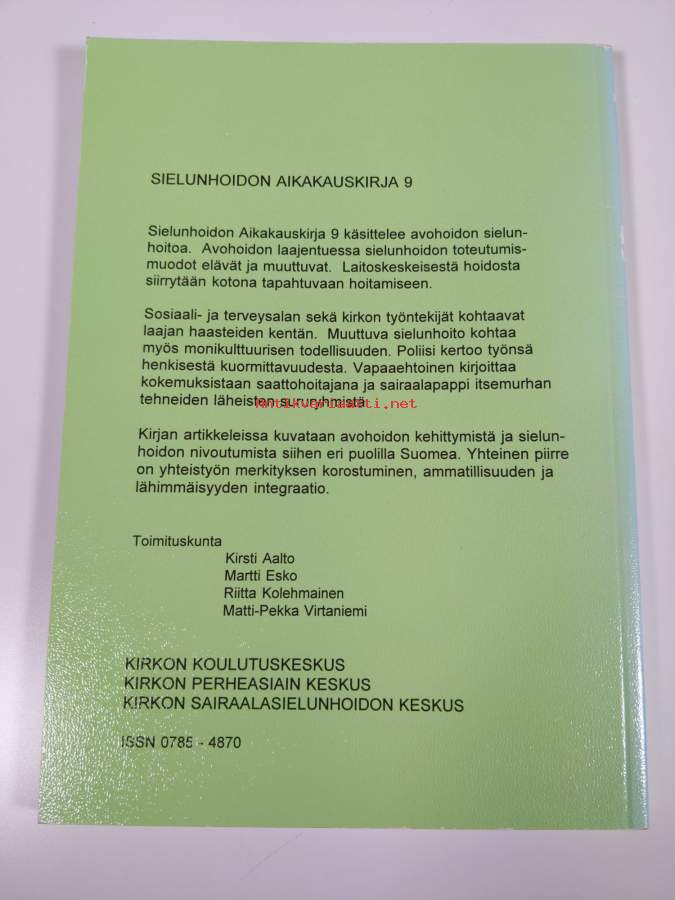 SIELUNHOIDON AIKAKAUSKIRJA 9
Sielunhoidon Aikakauskirja 9 käsittelee avohoidon sielun-
hoitoa. Avohoidon laajentuessa sielunhoidon toteutumis-
muodot elävät ja muuttuvat. Laitoskeskeisestä hoidosta
siirrytään kotona tapahtuvaan hoitamiseen.
Sosiaali- ja terveysalan sekä kirkon työntekijät kohtaavat
laajan haasteiden kentän. Muuttuva sielunhoito kohtaa
myös monikulttuurisen todellisuuden. Poliisi kertoo työnsä
henkisestä kuormittavuudesta. Vapaaehtoinen kirjoittaa
kokemuksistaan saattohoitajana ja sairaalapappi itsemurhan
tehneiden läheisten sururyhmistä
Antikvariaatti.net
Kirjan artikkeleissa kuvataan avohoidon kehittymistä ja sielun-
hoidon nivoutumista siihen eri puolilla Suomea. Yhteinen piirre
on yhteistyön merkityksen korostuminen, ammatillisuuden ja
lähimmäisyyden integraatio.
Toimituskunta
Kirsti Aalto
Martti Esko
Riitta Kolehmainen
Matti-Pekka Virtaniemi
KIRKON KOULUTUSKESKUS
KIRKON PERHEASIAIN KESKUS
KIRKON SAIRAALASIELUNHOIDON KESKUS
ISSN 0785 - 4870